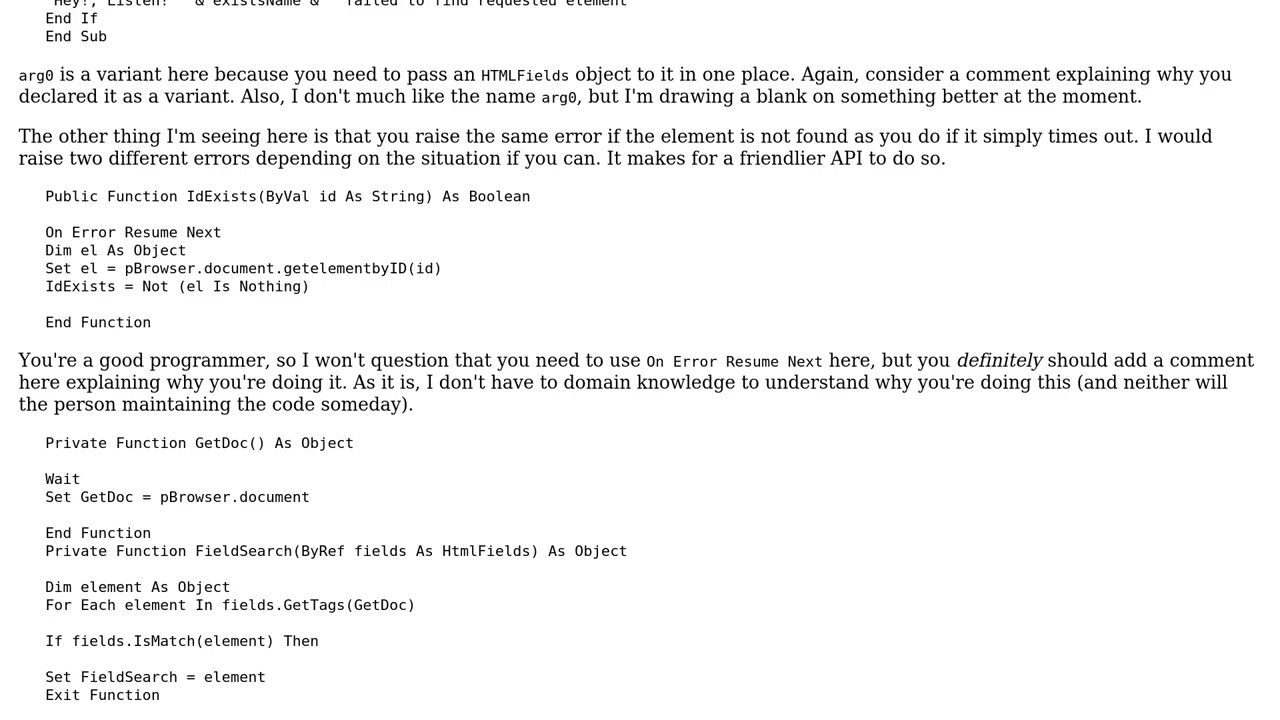 "Hey!, Listen! " & existsName & " failed to find requested element"
End If
End Sub
arg0 is a variant here because you need to pass an HTMLFields object to it in one place. Again, consider a comment explaining why you
declared it as a variant. Also, I don't much like the name arg0, but I'm drawing a blank on something better at the moment.
The other thing I'm seeing here is that you raise the same error if the element is not found as you do if it simply times out. I would
raise two different errors depending on the situation if you can. It makes for a friendlier API to do so.
Public Function IdExists(ByVal id As String) As Boolean
On Error Resume Next
Dim el As Object
Set el = pBrowser.document.getelementbyID(id)
IdExists = Not (el Is Nothing)
End Function
You're a good programmer, so I won't question that you need to use On Error Resume Next here, but you definitely should add a comment
here explaining why you're doing it. As it is, I don't have to domain knowledge to understand why you're doing this (and neither will
the person maintaining the code someday).
Private Function GetDoc() As Object
Wait
Set GetDoc = pBrowser.document
End Function
Private Function FieldSearch(ByRef fields As HtmlFields) As Object
Dim element As Object
For Each element In fields.GetTags(GetDoc)
If fields.IsMatch(element) Then
Set FieldSearch = element
Exit Function